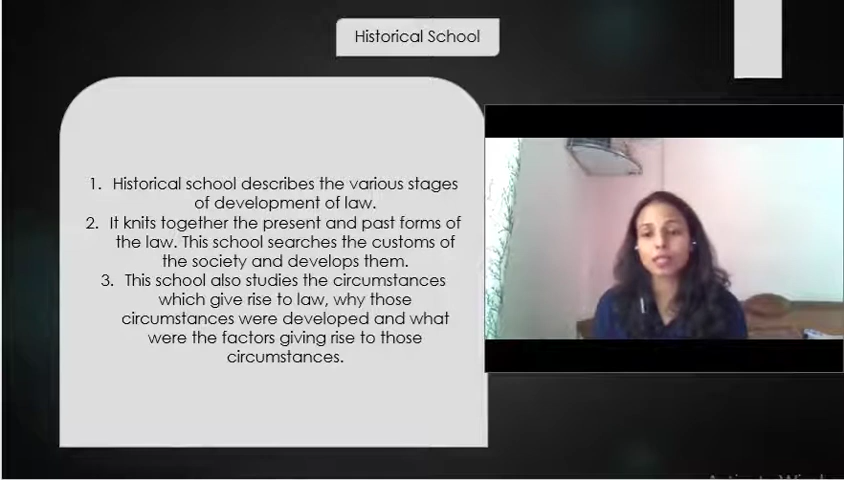 Historical School
1. Historical school describes the various stages
of development of law.
2. It knits together the present and past forms of
the law. This school searches the customs of
the society and develops them.
3. This school also studies the circumstances
which give rise to law, why those
circumstances were developed and what
were the factors giving rise to those
circumstances.